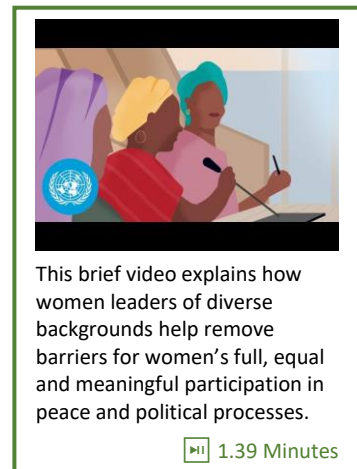 This brief video explains how
women leaders of diverse
backgrounds help remove
barriers for women’s full, equal
and meaningful participation in
peace and political processes.
1.39 Minutes